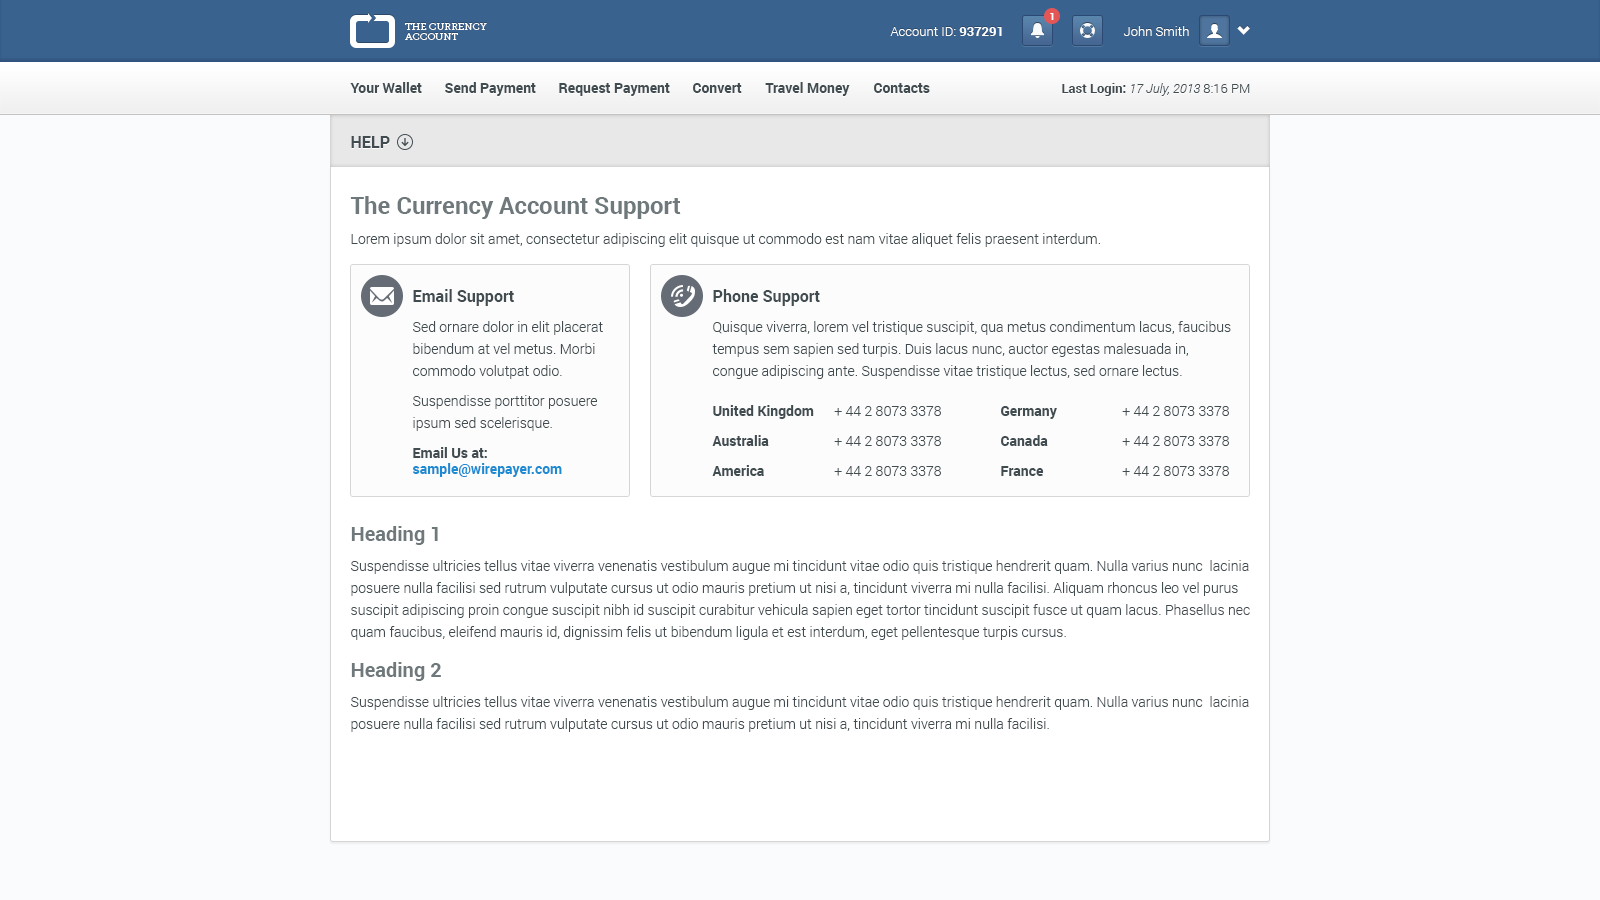 THE CURRENCY
ACCOUNT
Account ID: 937291
1
John Smith
Your Wallet Send Payment Request Payment Convert Travel Money Contacts
Last Login: 17 July, 2013 8:16 PM
HELP
The Currency Account Support
Lorem ipsum dolor sit amet, consectetur adipiscing elit quisque ut commodo est nam vitae aliquet felis praesent interdum.
Email Support
Sed ornare dolor in elit placerat
bibendum at vel metus. Morbi
commodo volutpat odio.
Suspendisse porttitor posuere
ipsum sed scelerisque.
Email Us at:
sample@wirepayer.com
Phone Support
Quisque viverra, lorem vel tristique suscipit, qua metus condimentum lacus, faucibus
tempus sem sapien sed turpis. Duis lacus nunc, auctor egestas malesuada in,
congue adipiscing ante. Suspendisse vitae tristique lectus, sed ornare lectus.
United Kingdom + 44 2 8073 3378 Germany + 44 2 8073 3378
Australia + 44 2 8073 3378 Canada + 44 2 8073 3378
America + 44 2 8073 3378 France + 44 2 8073 3378
Heading 1
Suspendisse ultricies tellus vitae viverra venenatis vestibulum augue mi tincidunt vitae odio quis tristique hendrerit quam. Nulla varius nunc lacinia
posuere nulla facilisi sed rutrum vulputate cursus ut odio mauris pretium ut nisi a, tincidunt viverra mi nulla facilisi. Aliquam rhoncus leo vel purus
suscipit adipiscing proin congue suscipit nibh id suscipit curabitur vehicula sapien eget tortor tincidunt suscipit fusce ut quam lacus. Phasellus nec
quam faucibus, eleifend mauris id, dignissim felis ut bibendum ligula et est interdum, eget pellentesque turpis cursus.
Heading 2
Suspendisse ultricies tellus vitae viverra venenatis vestibulum augue mi tincidunt vitae odio quis tristique hendrerit quam. Nulla varius nunc lacinia
posuere nulla facilisi sed rutrum vulputate cursus ut odio mauris pretium ut nisi a, tincidunt viverra mi nulla facilisi.